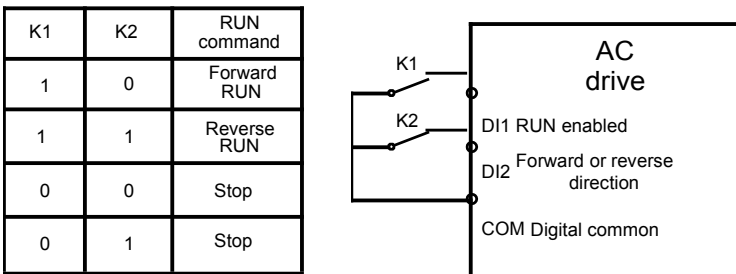 K1 K2 RUN
command
1 0 Forward
RUN
1 1 Reverse
RUN
0 0 Stop
0 1 Stop
AC
drive
K1
K2
DI1 RUN enabled
DI2 Forward or reverse
direction
COM Digital common